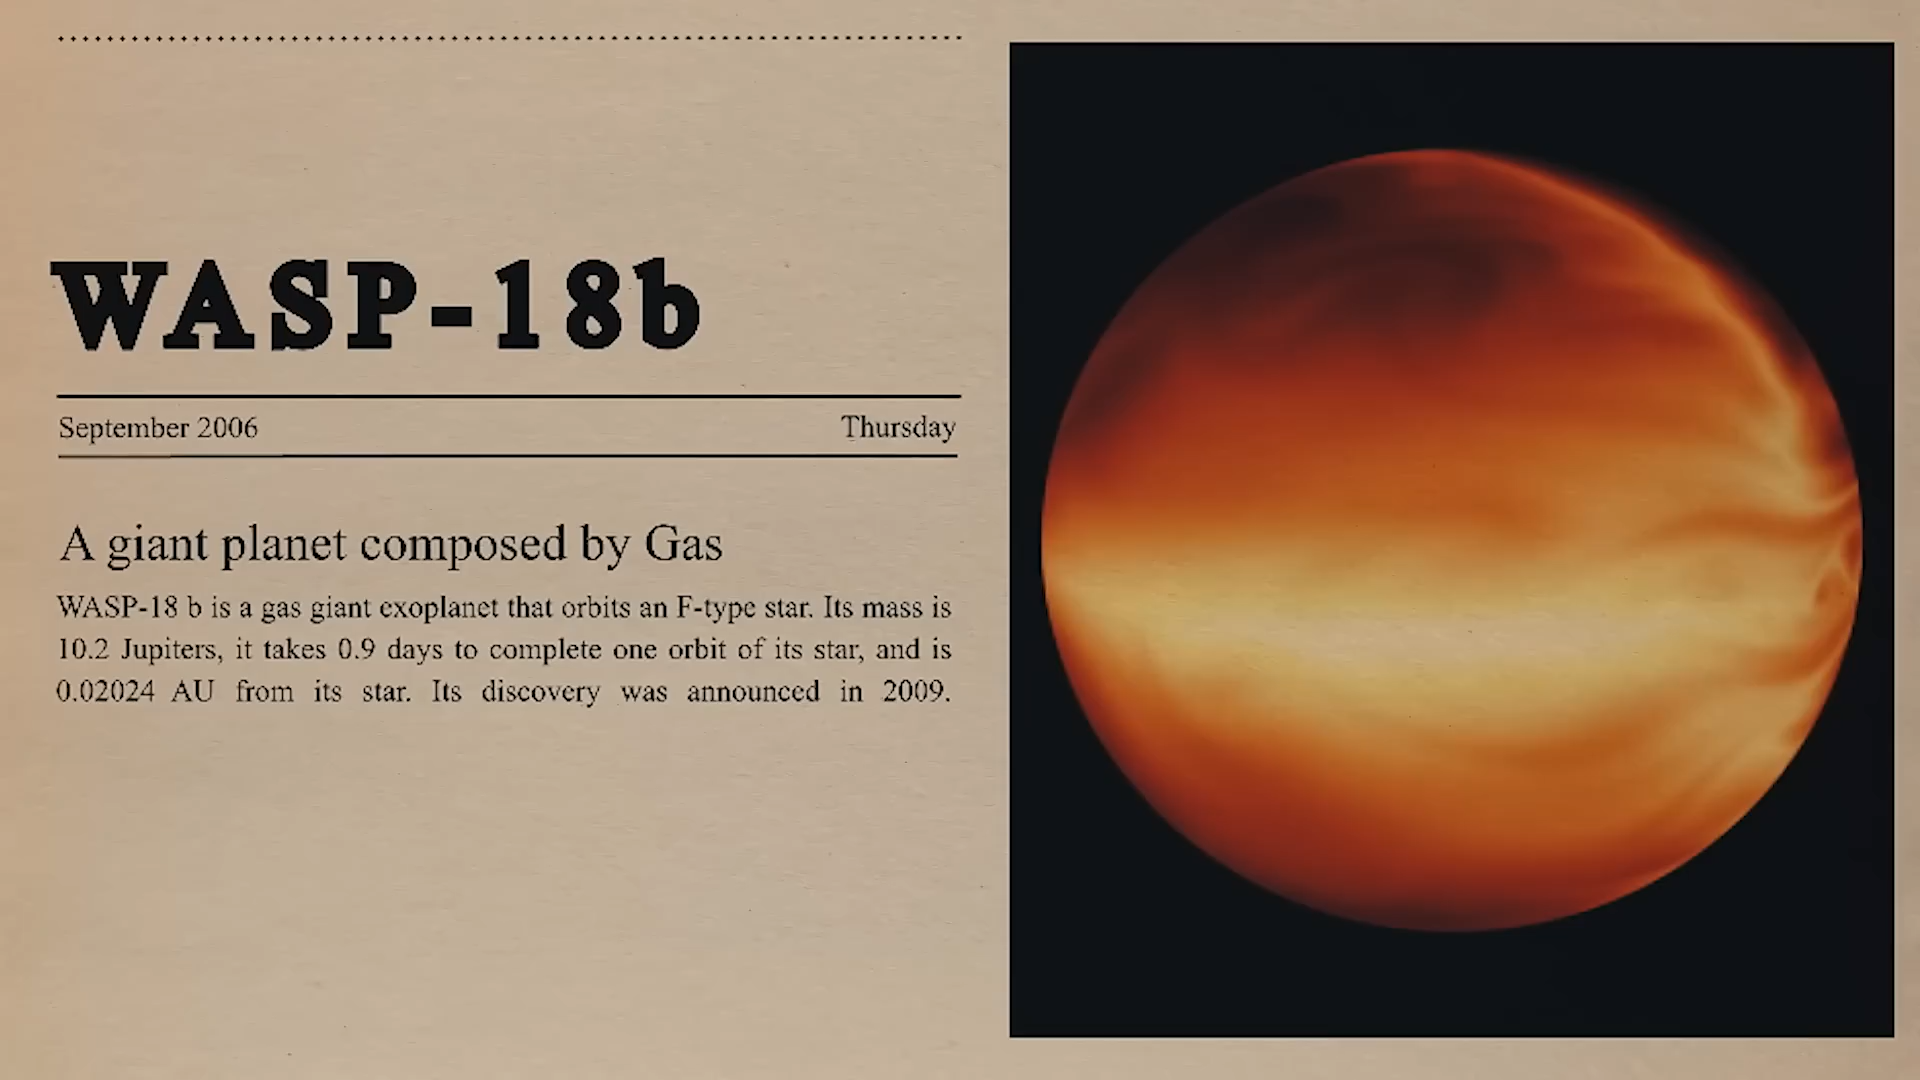 WASP-18b
September 2006 Thursday
A giant planet composed by Gas
WASP-18 b is a gas giant exoplanet that orbits an F-type star. Its mass is
10.2 Jupiters, it takes 0.9 days to complete one orbit of its star, and is
0.02024 AU from its star. Its discovery was announced in 2009.